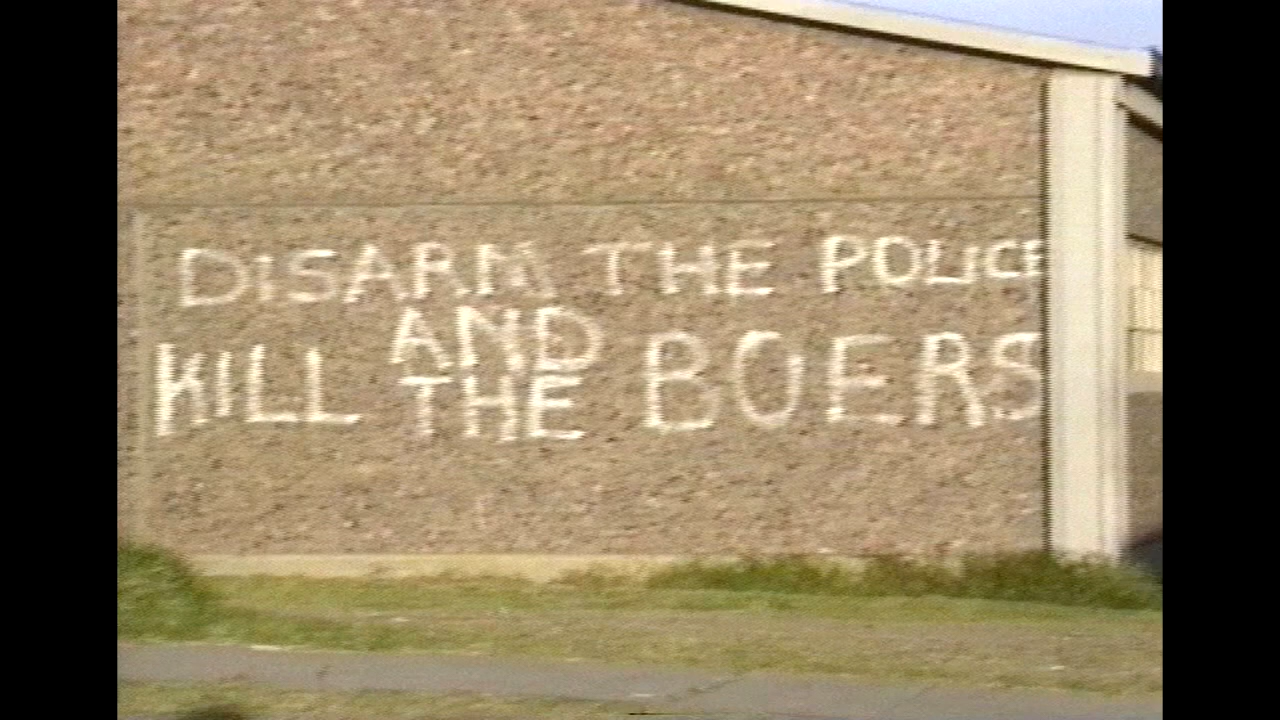 DISARM THE POLICE
AND
KILL THE BOERS